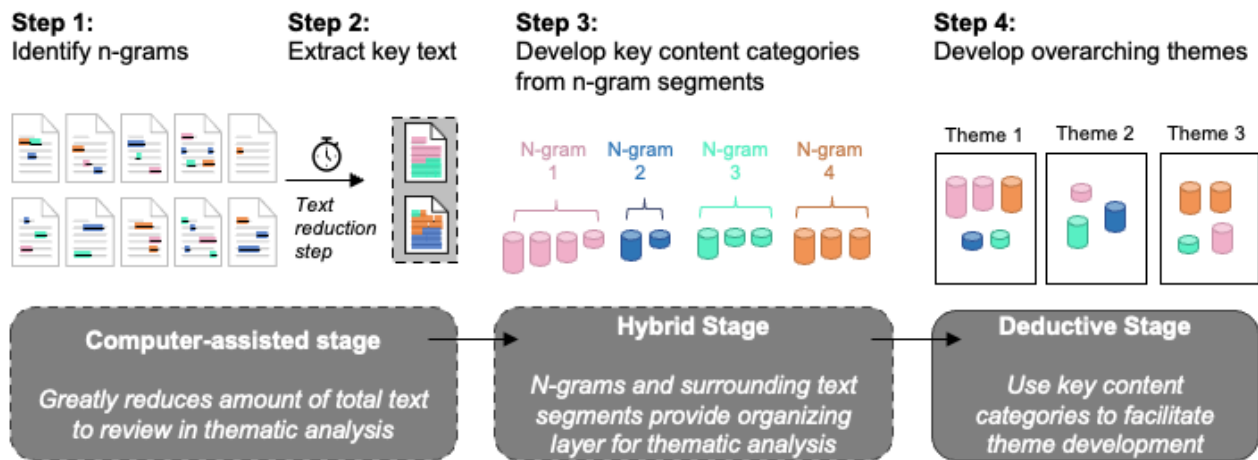 Step 1:
Identify n-grams
Step 2:
Extract key text
Step 3:
Develop key content categories
from n-gram segments
Step 4:
Develop overarching themes
Text
reduction
step
N-gram
1
N-gram
2
N-gram
3
N-gram
4
Theme 1
Theme 2
Theme 3
Computer-assisted stage
Greatly reduces amount of total text
to review in thematic analysis
Hybrid Stage
N-grams and surrounding text
segments provide organizing
layer for thematic analysis
Deductive Stage
Use key content
categories to facilitate
theme development